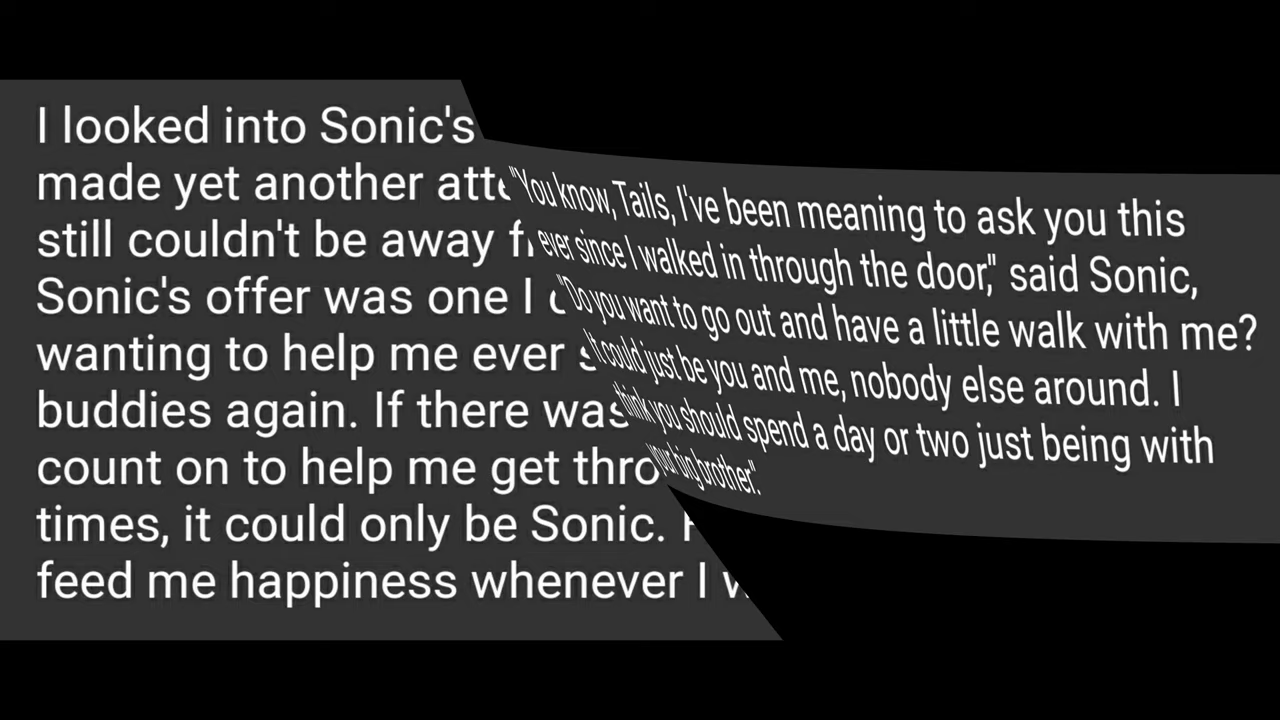 I looked into Sonic's
made yet another
still couldn't be away
Sonic's offer was one I
wanting to help me ever
buddies again. If there was
count on to help me get
times, it could only be Sonic.
feed me happiness whenever I
"You know, Tails, I've been meaning to ask you this
ever since I walked in through the door," said Sonic,
"Do you want to go out and have a little walk with me?
It could just be you and me, nobody else around. I
think you should spend a day or two just being with
your big brother."